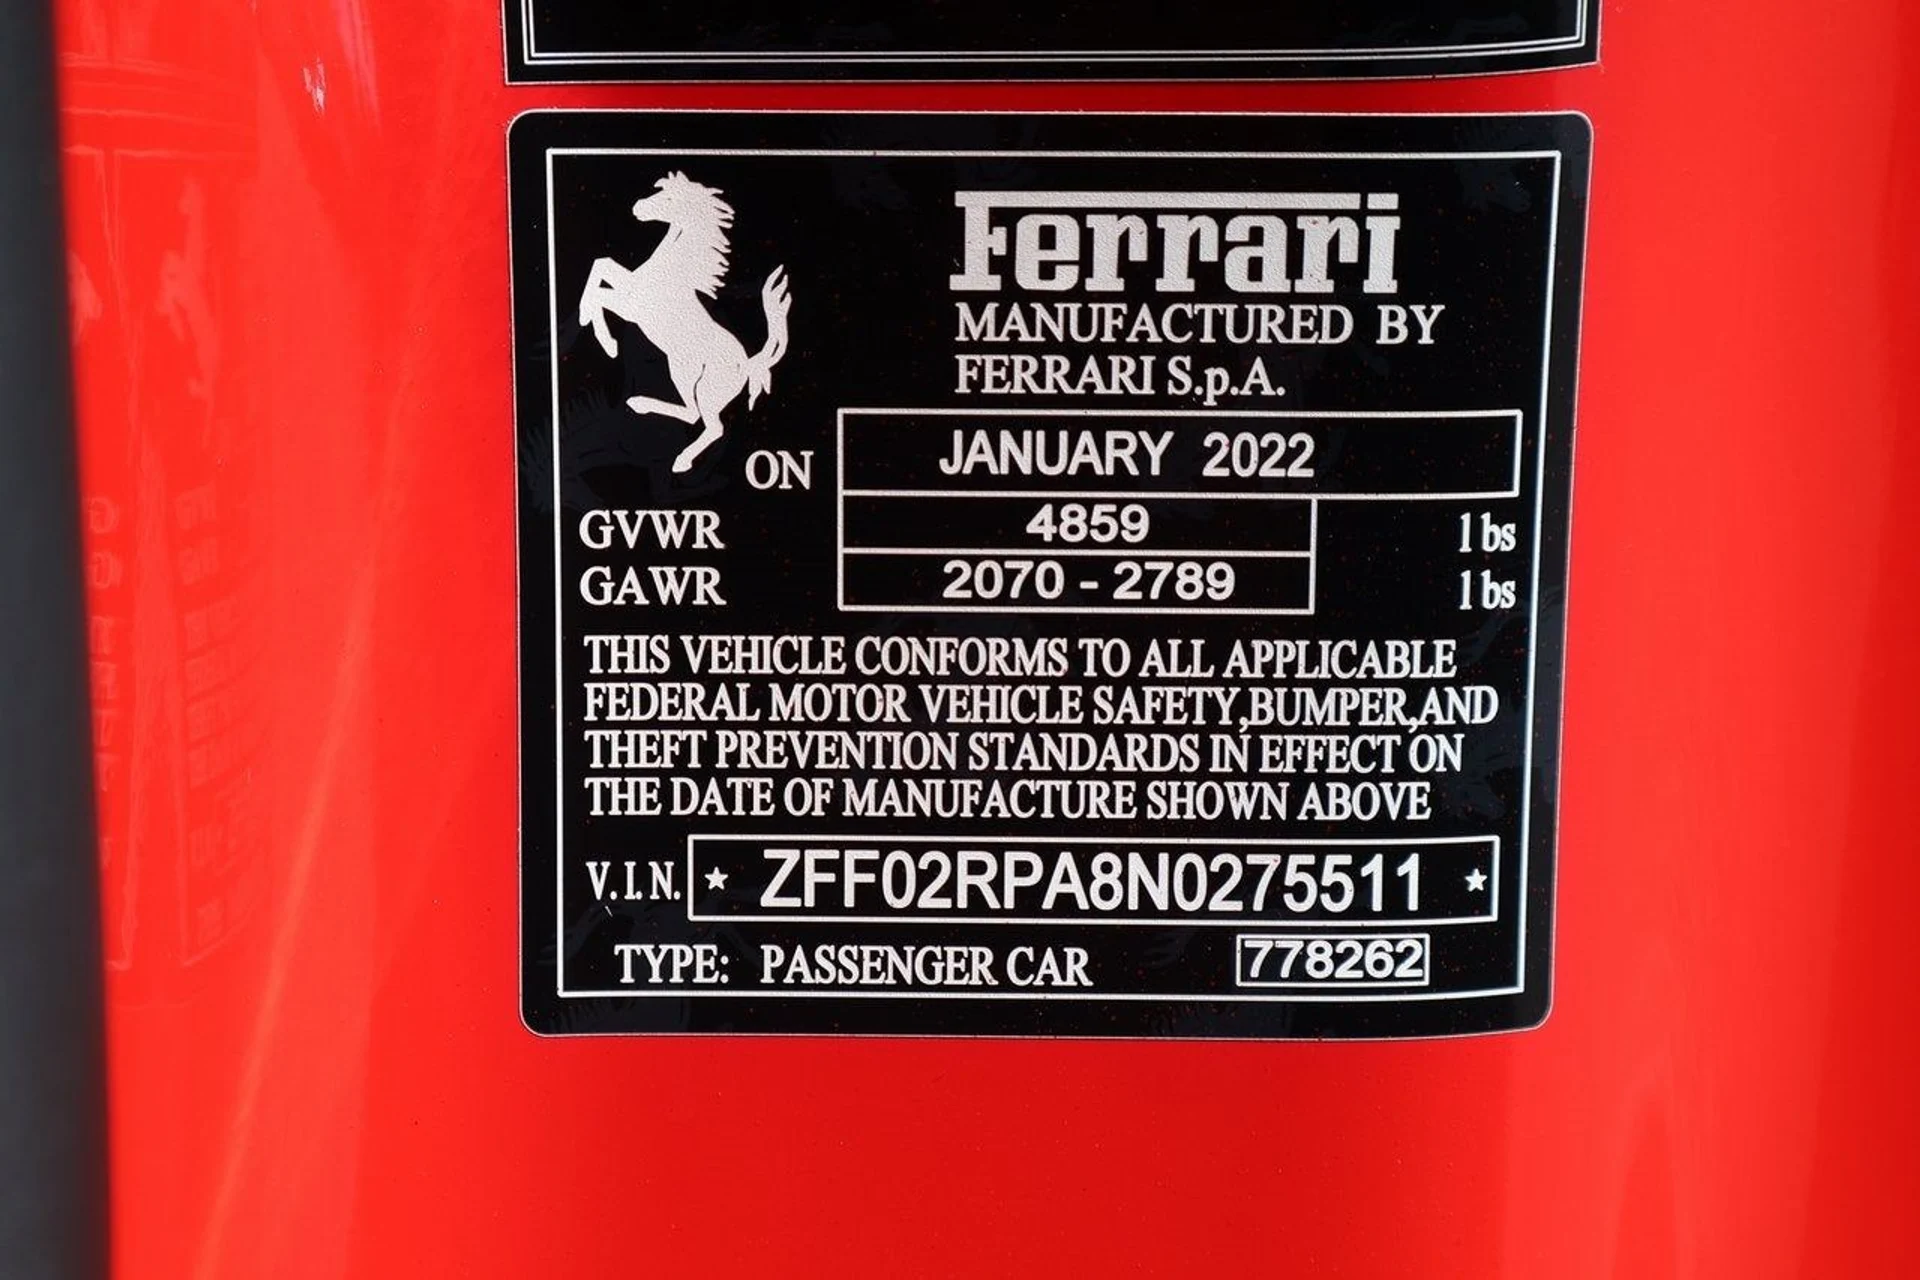 Ferrari
MANUFACTURED BY
FERRARI S.p.A.
ON JANUARY 2022
GVWR 4859 lbs
GAWR 2070 - 2789 lbs
THIS VEHICLE CONFORMS TO ALL APPLICABLE
FEDERAL MOTOR VEHICLE SAFETY,BUMPER,AND
THEFT PREVENTION STANDARDS IN EFFECT ON
THE DATE OF MANUFACTURE SHOWN ABOVE
V.I.N. ★ ZFF02RPA8N0275511 ★
TYPE: PASSENGER CAR 778262